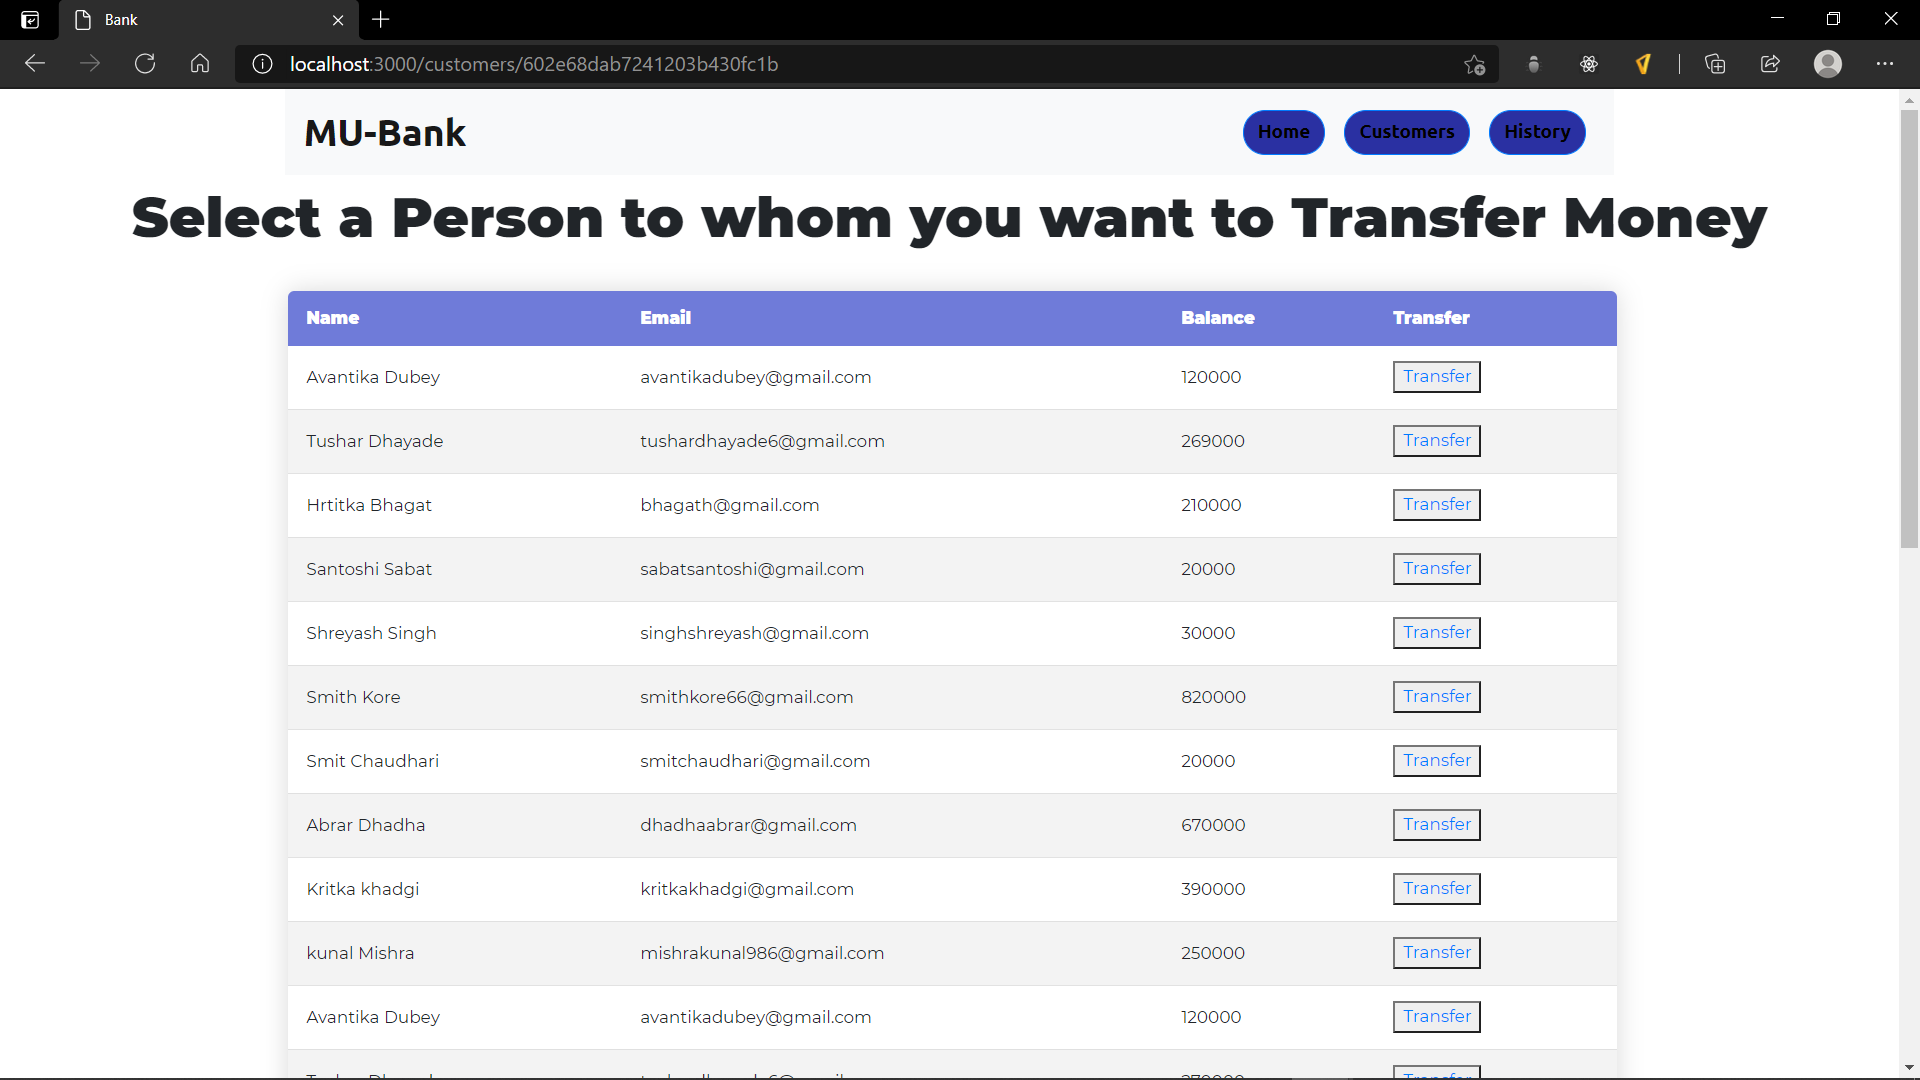 Bank
localhost:3000/customers/602e68dab7241203b430fc1b
MU-Bank Home Customers History
Select a Person to whom you want to Transfer Money
Name Email Balance Transfer
Avantika Dubey avantikadubey@gmail.com 120000 Transfer
Tushar Dhayade tushardhayade6@gmail.com 269000 Transfer
Hrtitka Bhagat bhagath@gmail.com 210000 Transfer
Santoshi Sabat sabatsantoshi@gmail.com 20000 Transfer
Shreyash Singh singhshreyash@gmail.com 30000 Transfer
Smith Kore smithkore66@gmail.com 820000 Transfer
Smit Chaudhari smitchaudhari@gmail.com 20000 Transfer
Abrar Dhadha dhadhaabrar@gmail.com 670000 Transfer
Kritka khadgi kritkakhadgi@gmail.com 390000 Transfer
kunal Mishra mishrakunal986@gmail.com 250000 Transfer
Avantika Dubey avantikadubey@gmail.com 120000 Transfer